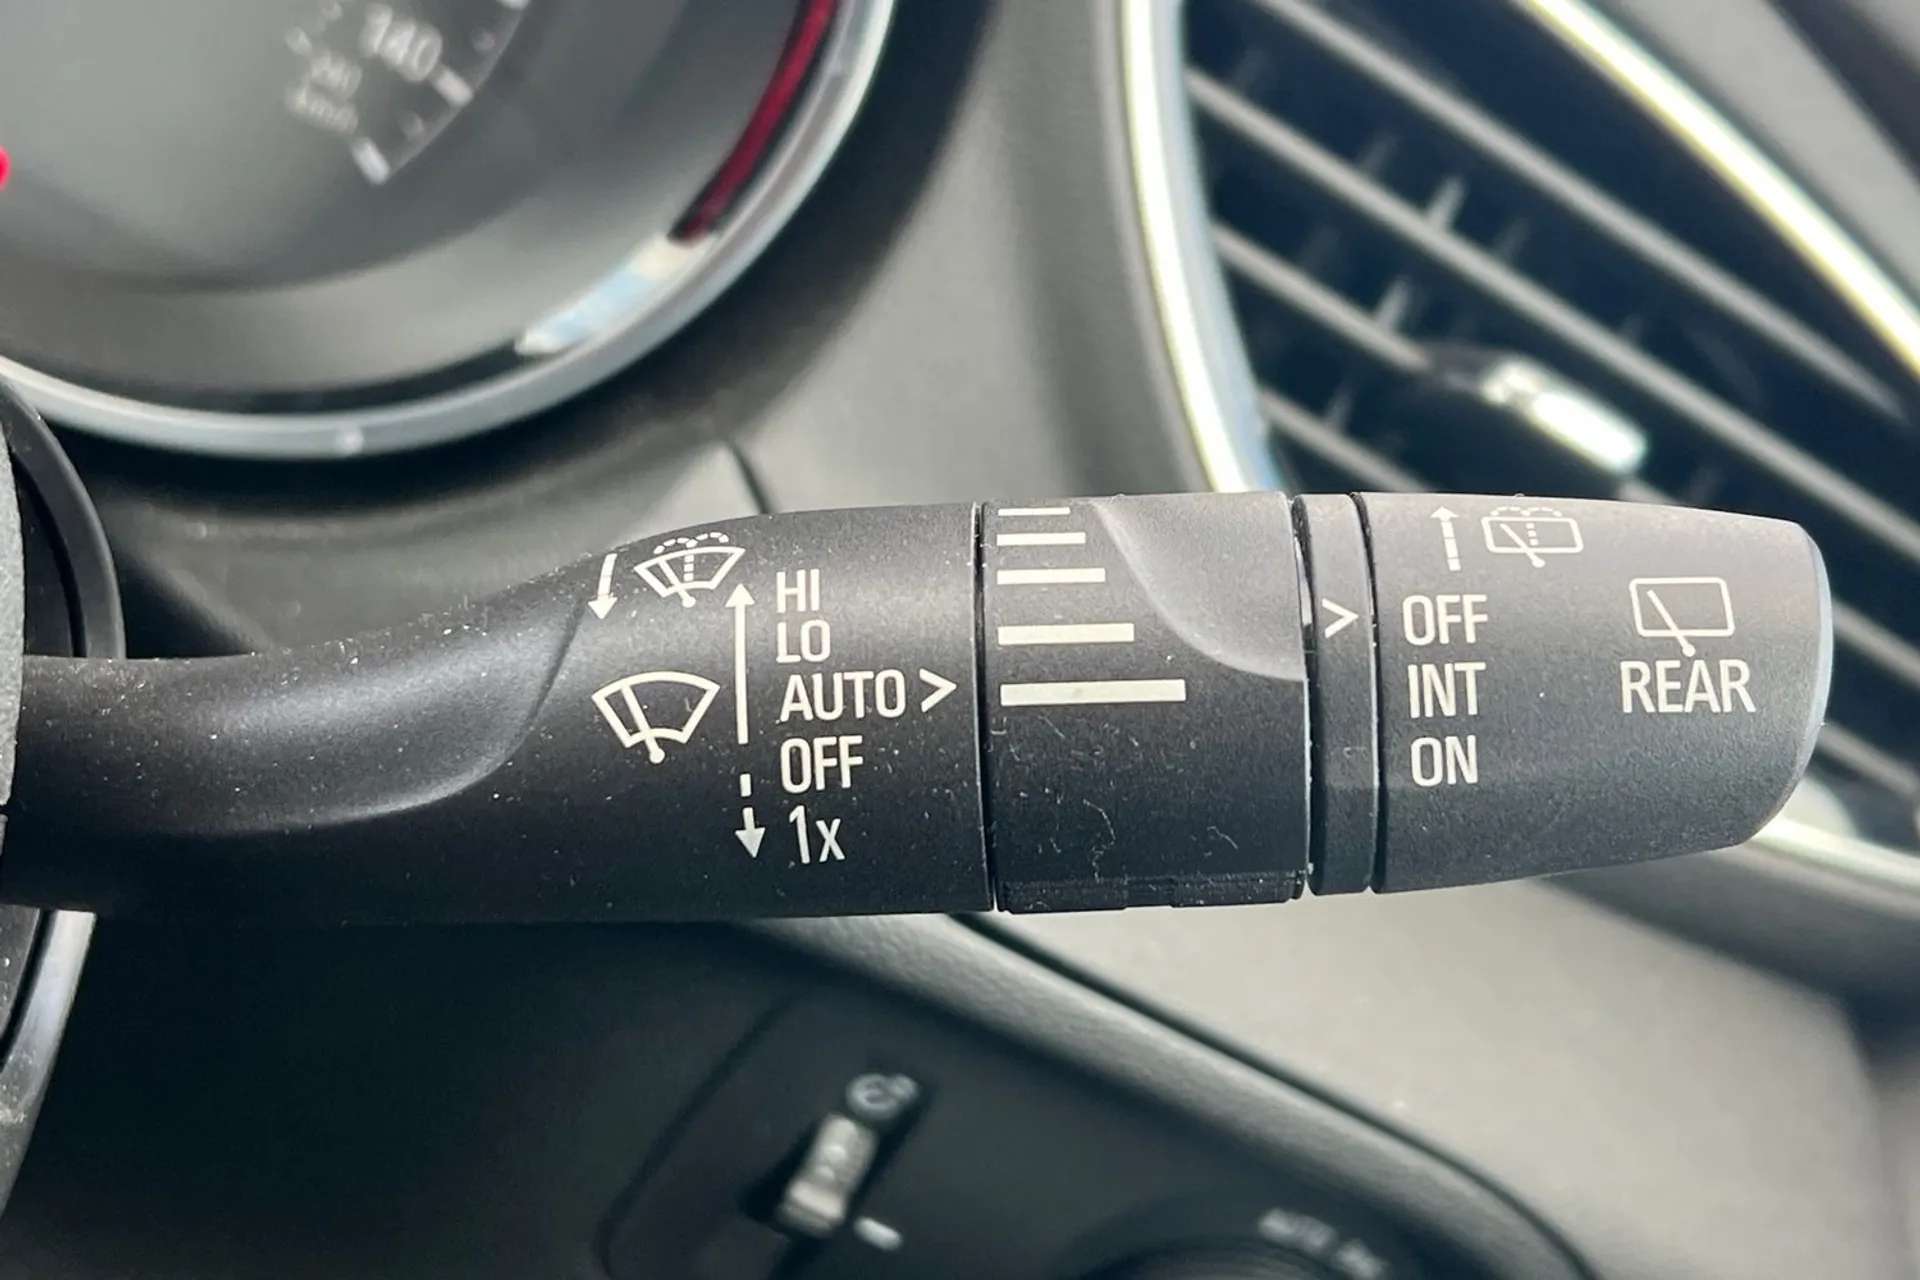 140
HI
LO
AUTO >
OFF
1x
> OFF
INT
ON
REAR